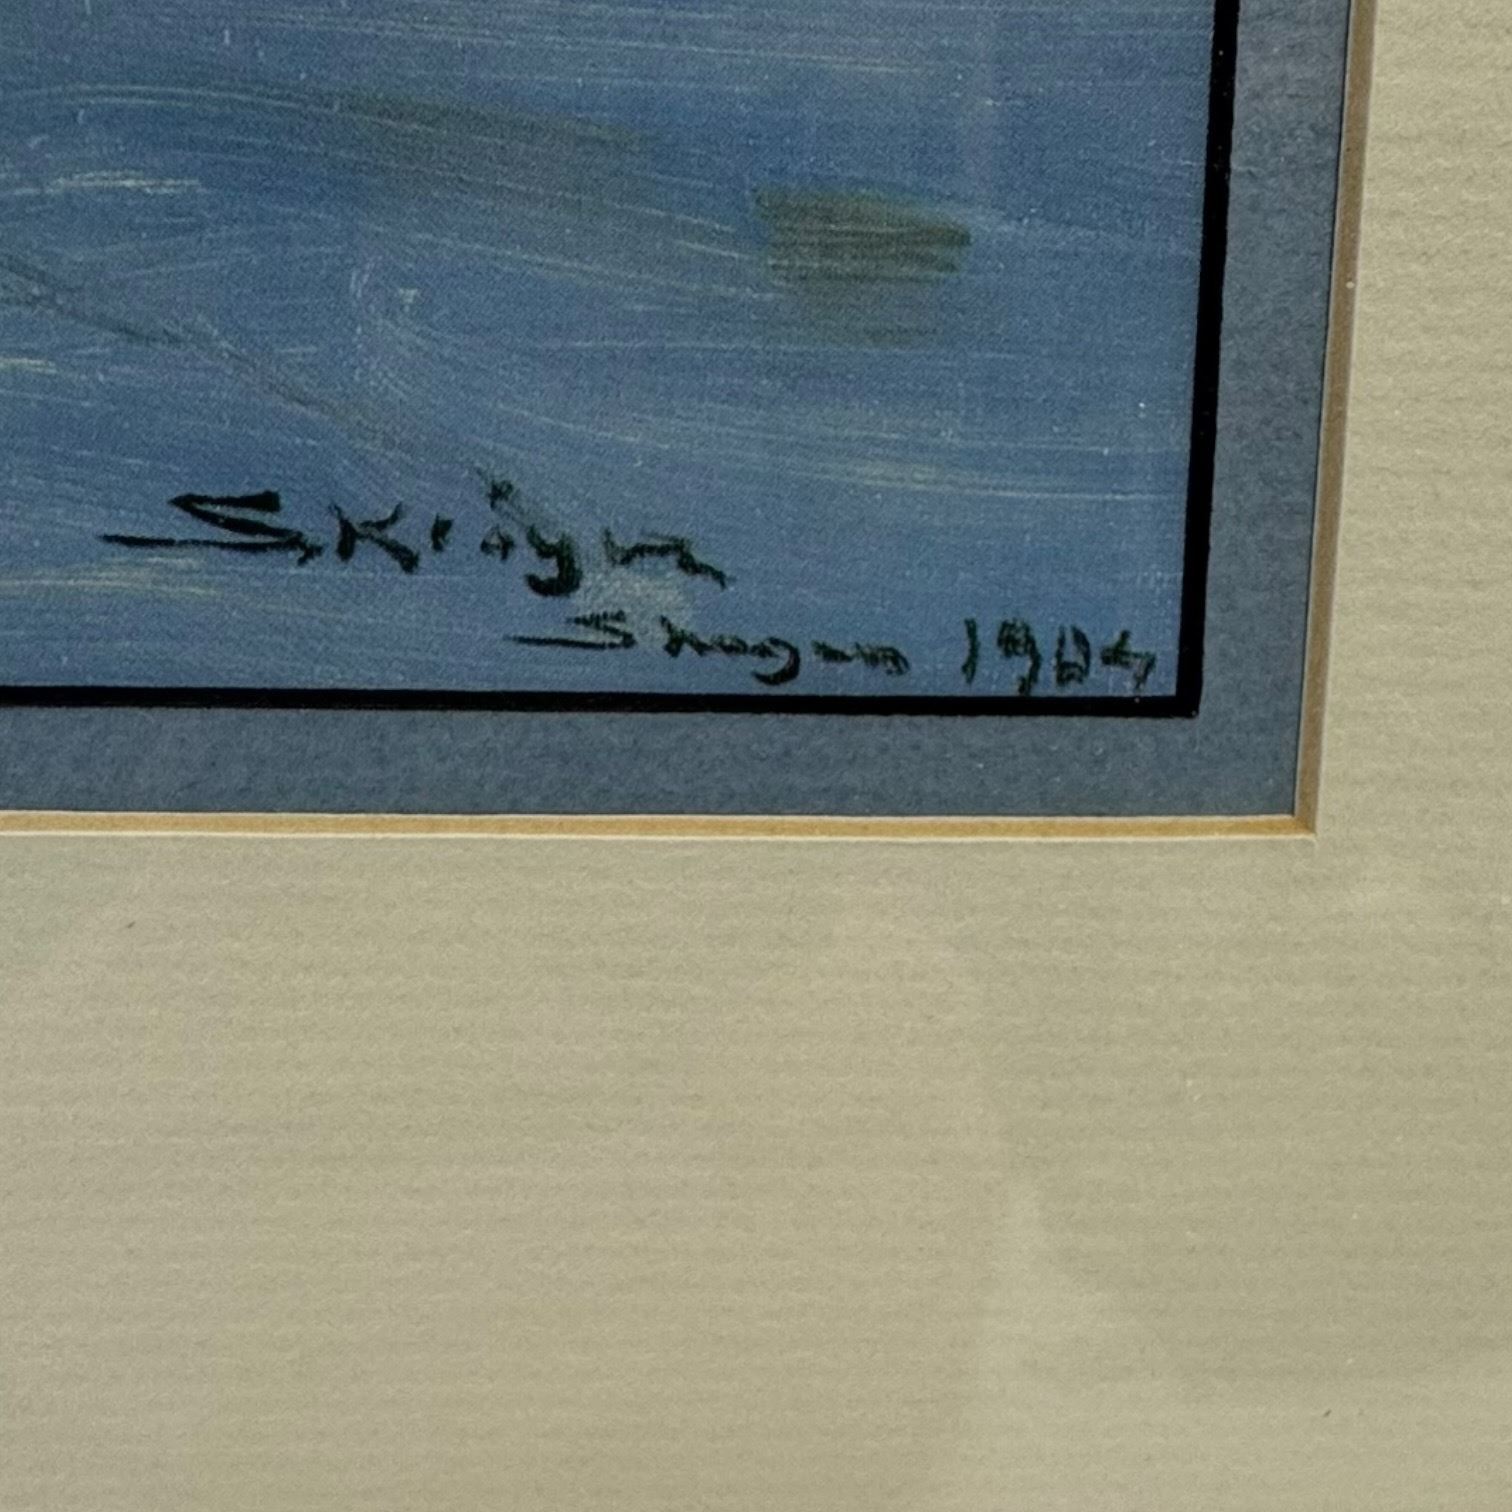 S. Krøyer
Skagen 1904